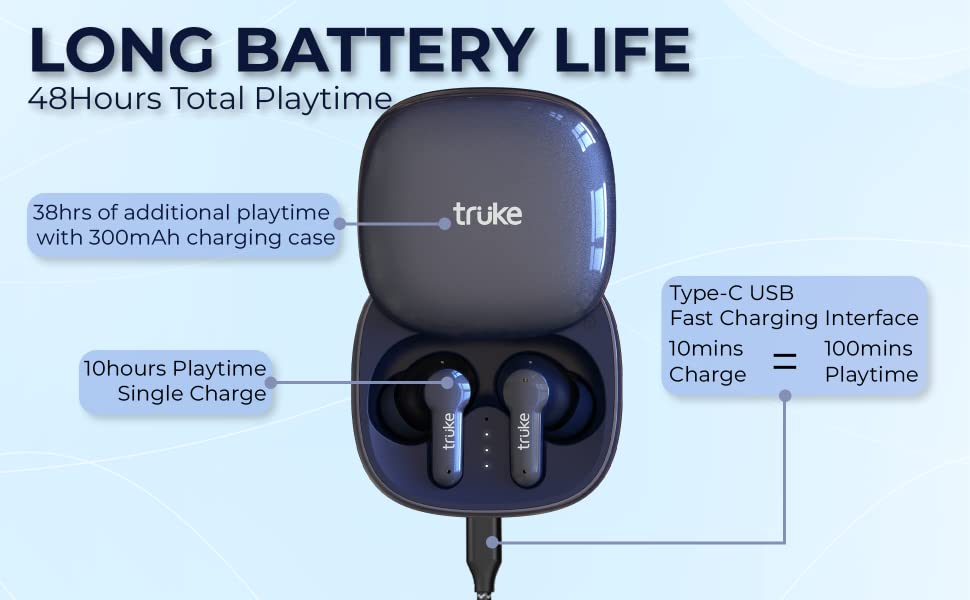 LONG BATTERY LIFE
48Hours Total Playtime
38hrs of additional playtime
with 300mAh charging case
truke
10hours Playtime
Single Charge
truke
truke
Type-C USB
Fast Charging Interface
10mins = 100mins
Charge Playtime